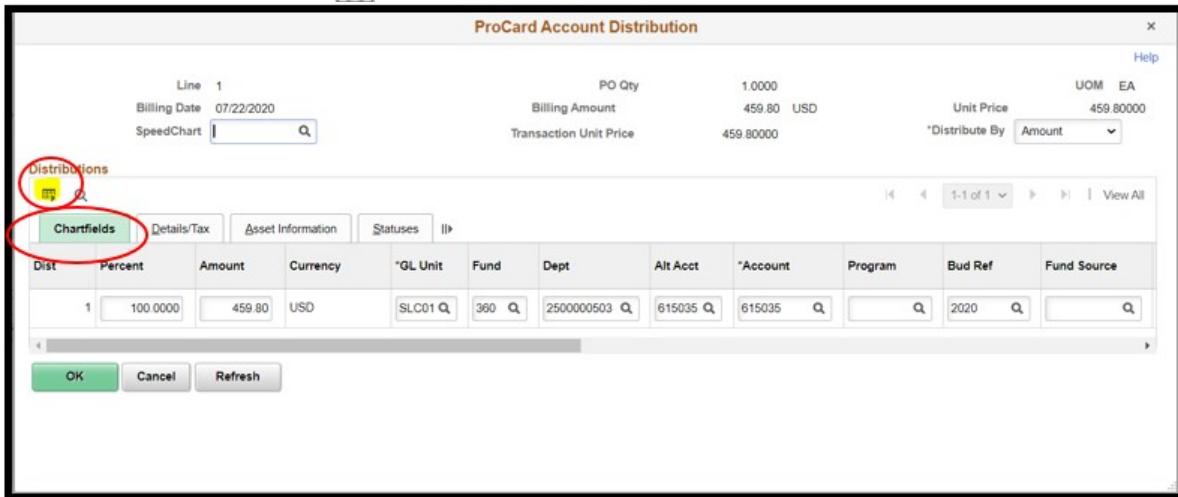 ProCard Account Distribution ×
Help
Line 1 PO Qty 1.0000 UOM EA
Billing Date 07/22/2020 Billing Amount 459.80 USD Unit Price 459.80000
SpeedChart Transaction Unit Price 459.80000 *Distribute By Amount
Distributions
1-1 of 1 View All
Chartfields Details/Tax Asset Information Statuses
Dist Percent Amount Currency *GL Unit Fund Dept Alt Acct *Account Program Bud Ref Fund Source
1 100.0000 459.80 USD SLC01 360 2500000503 615035 615035 2020
OK Cancel Refresh